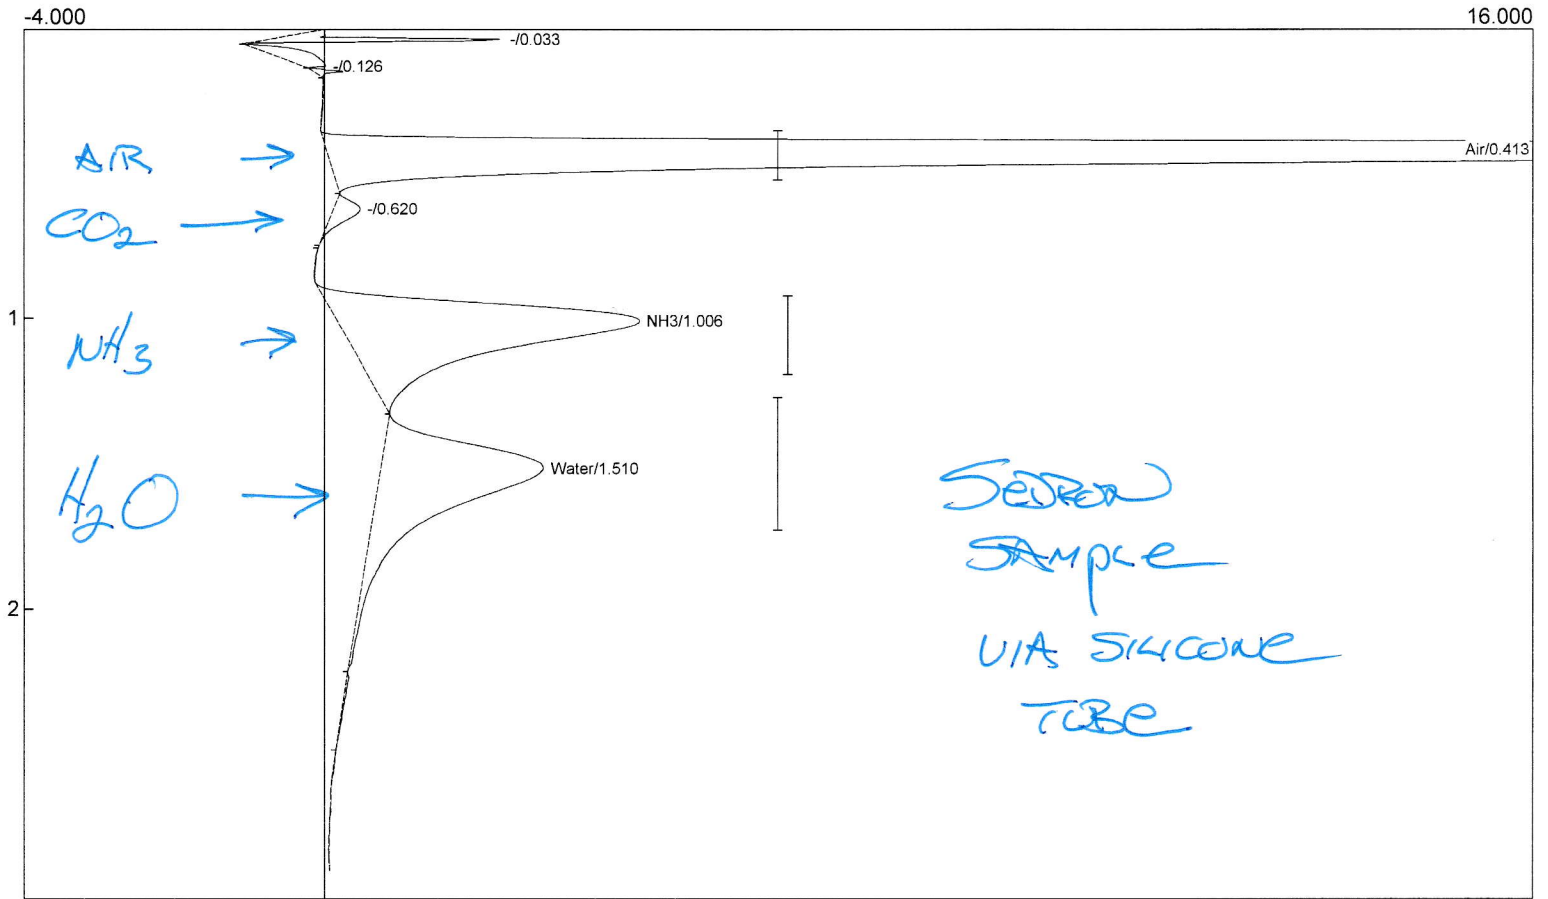 -4.000 16.000
-/0.033
-/0.126
AIR
Air/0.413
CO2
-/0.620
1
NH3/1.006
NH3
Water/1.510
H2O
SAMPLE
VIA SILICONE
TUBE
2